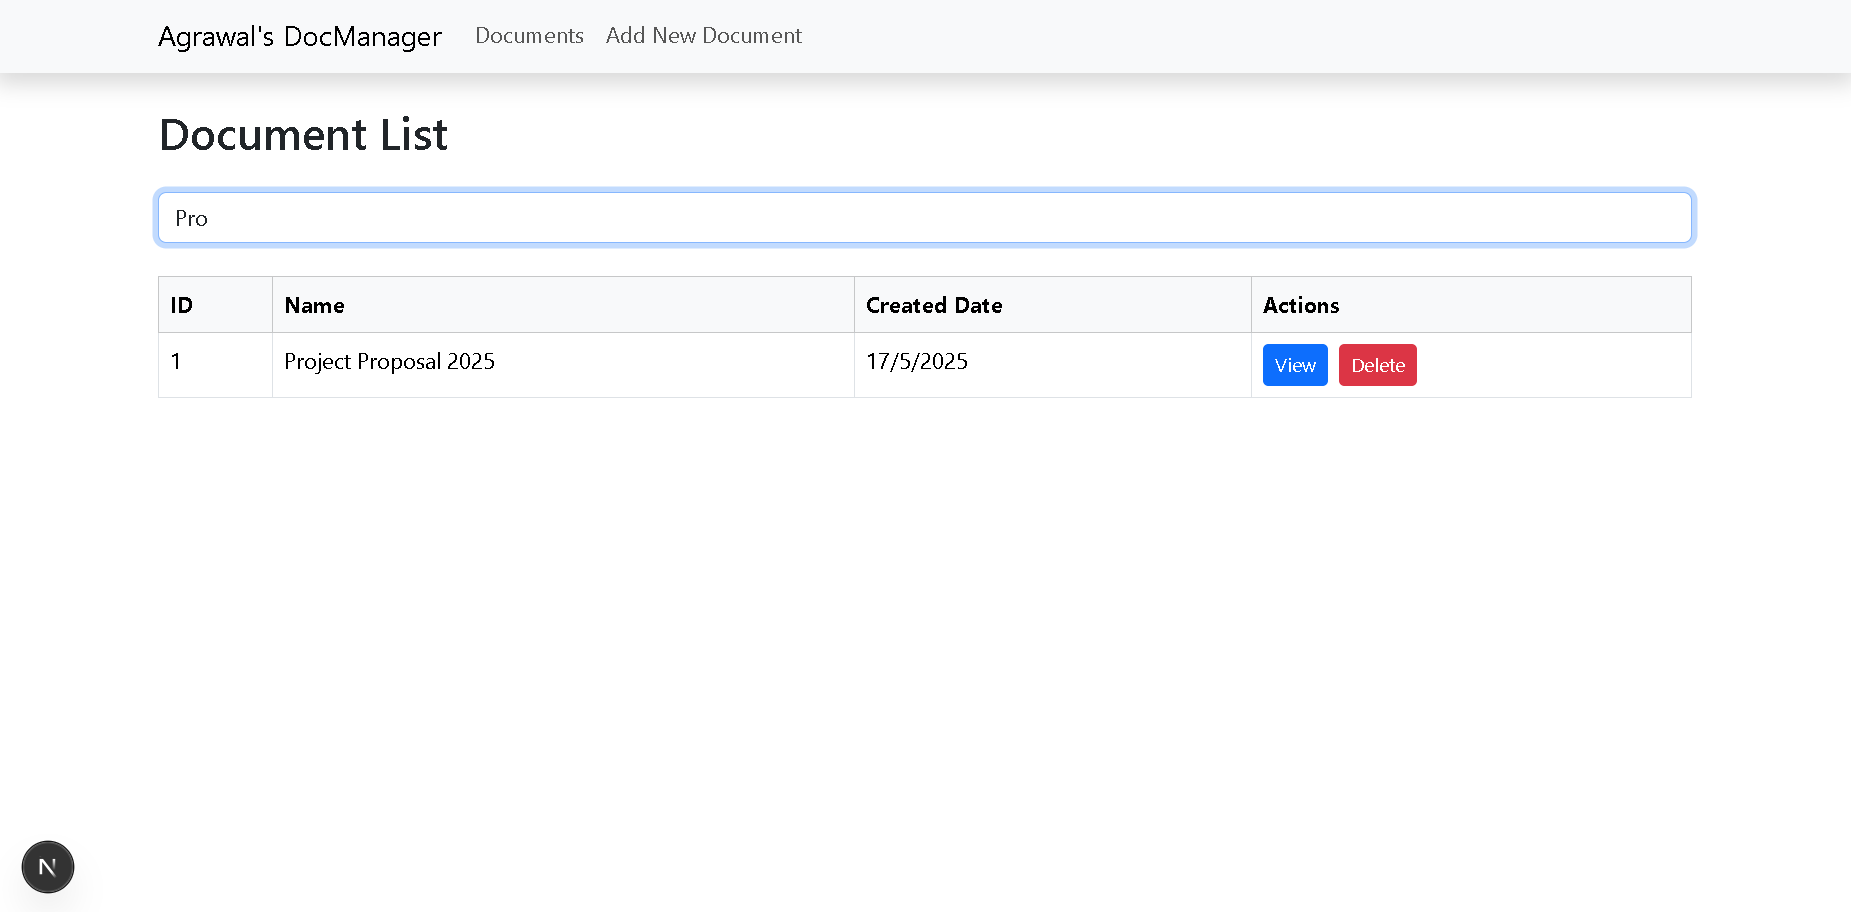 Agrawal's DocManager Documents Add New Document
Document List
Pro
ID Name Created Date Actions
1 Project Proposal 2025 17/5/2025 View Delete
N